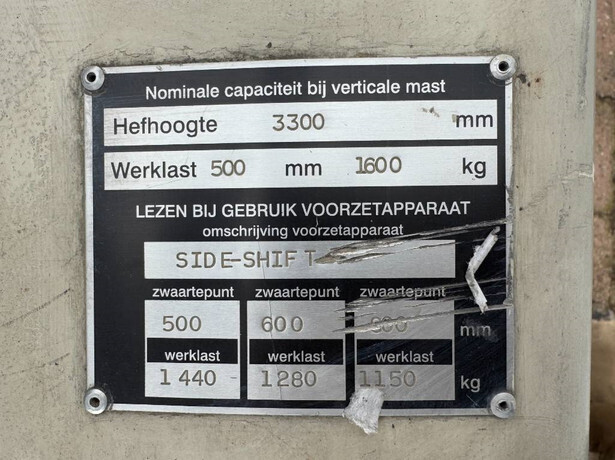 Nominale capaciteit bij verticale mast
Hefhoogte 3300 mm
Werklast 500 mm 1600 kg
LEZEN BIJ GEBRUIK VOORZETAPPARAAT
omschrijving voorzetapparaat
SIDE-SHIFT
zwaartepunt zwaartepunt zwaartepunt
500 600 mm
werklast werklast werklast
1440 1280 1150 kg